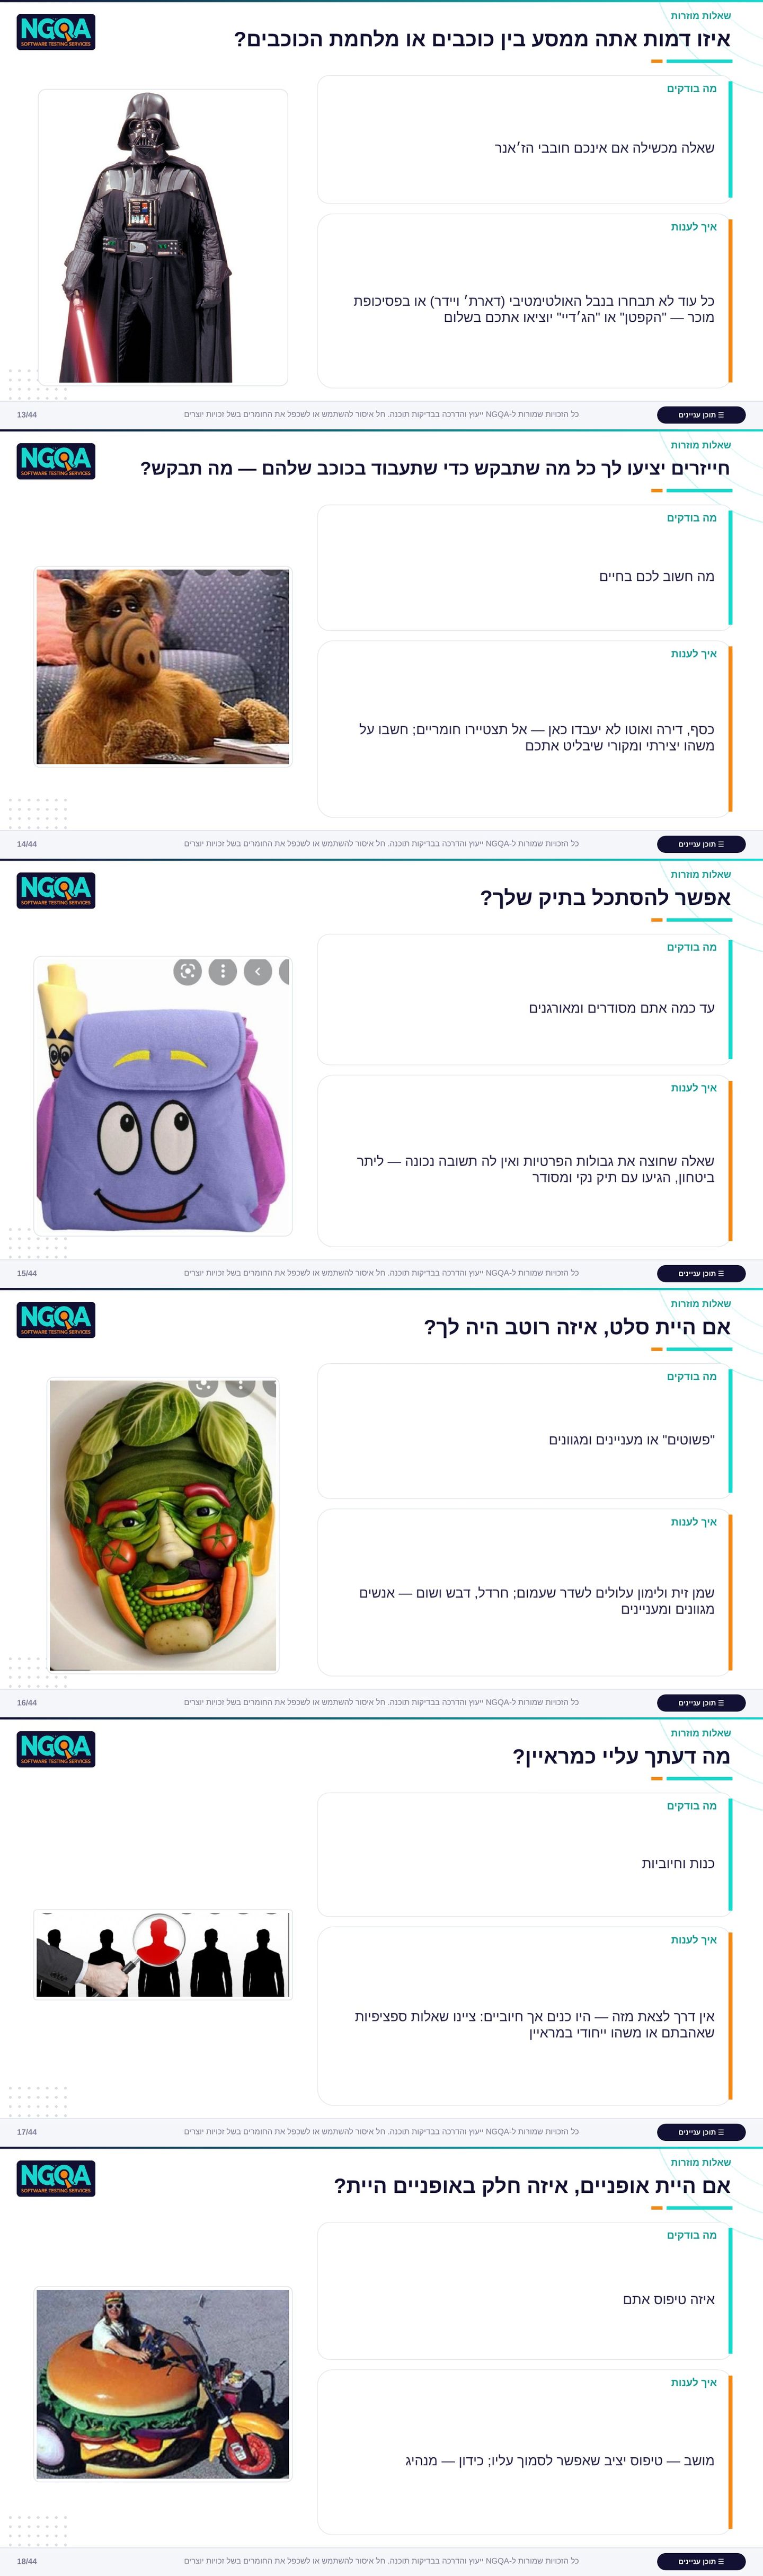 שאלות מוזרות
איזו דמות אתה ממסע בין כוכבים או מלחמת הכוכבים?
NGQA
SOFTWARE TESTING SERVICES
מה בודקים
שאלה מכשילה אם אינכם חובבי הז'אנר
איך לענות
כל עוד לא תבחרו בנבל האולטימטיבי (דארת' ויידר) או בפסיכופת
מוכר — "הקפטן" או "הג'דיי" יוציאו אתכם בשלום
☰ תוכן עניינים
כל הזכויות שמורות ל-NGQA ייעוץ והדרכה בבדיקות תוכנה. חל איסור להשתמש או לשכפל את החומרים בשל זכויות יוצרים
13/44
שאלות מוזרות
חייזרים יציעו לך כל מה שתבקש כדי שתעבוד בכוכב שלהם — מה תבקש?
NGQA
SOFTWARE TESTING SERVICES
מה בודקים
מה חשוב לכם בחיים
איך לענות
כסף, דירה ואוטו לא יעבדו כאן — אל תצטיירו חומריים; חשבו על
משהו יצירתי ומקורי שיבליט אתכם
☰ תוכן עניינים
כל הזכויות שמורות ל-NGQA ייעוץ והדרכה בבדיקות תוכנה. חל איסור להשתמש או לשכפל את החומרים בשל זכויות יוצרים
14/44
שאלות מוזרות
אפשר להסתכל בתיק שלך?
NGQA
SOFTWARE TESTING SERVICES
מה בודקים
עד כמה אתם מסודרים ומאורגנים
איך לענות
שאלה שחוצה את גבולות הפרטיות ואין לה תשובה נכונה — ליתר
ביטחון, הגיעו עם תיק נקי ומסודר
☰ תוכן עניינים
כל הזכויות שמורות ל-NGQA ייעוץ והדרכה בבדיקות תוכנה. חל איסור להשתמש או לשכפל את החומרים בשל זכויות יוצרים
15/44
שאלות מוזרות
אם היית סלט, איזה רוטב היה לך?
NGQA
SOFTWARE TESTING SERVICES
מה בודקים
"פשוטים" או מעניינים ומגוונים
איך לענות
שמן זית ולימון עלולים לשדר שעמום; חרדל, דבש ושום — אנשים
מגוונים ומעניינים
☰ תוכן עניינים
כל הזכויות שמורות ל-NGQA ייעוץ והדרכה בבדיקות תוכנה. חל איסור להשתמש או לשכפל את החומרים בשל זכויות יוצרים
16/44
שאלות מוזרות
מה דעתך עליי כמראיין?
NGQA
SOFTWARE TESTING SERVICES
מה בודקים
כנות וחיוביות
איך לענות
אין דרך לצאת מזה — היו כנים אך חיוביים: ציינו שאלות ספציפיות
שאהבתם או משהו ייחודי במראיין
☰ תוכן עניינים
כל הזכויות שמורות ל-NGQA ייעוץ והדרכה בבדיקות תוכנה. חל איסור להשתמש או לשכפל את החומרים בשל זכויות יוצרים
17/44
שאלות מוזרות
אם היית אופניים, איזה חלק באופניים היית?
NGQA
SOFTWARE TESTING SERVICES
מה בודקים
איזה טיפוס אתם
איך לענות
מושב — טיפוס יציב שאפשר לסמוך עליו; כידון — מנהיג
☰ תוכן עניינים
כל הזכויות שמורות ל-NGQA ייעוץ והדרכה בבדיקות תוכנה. חל איסור להשתמש או לשכפל את החומרים בשל זכויות יוצרים
18/44